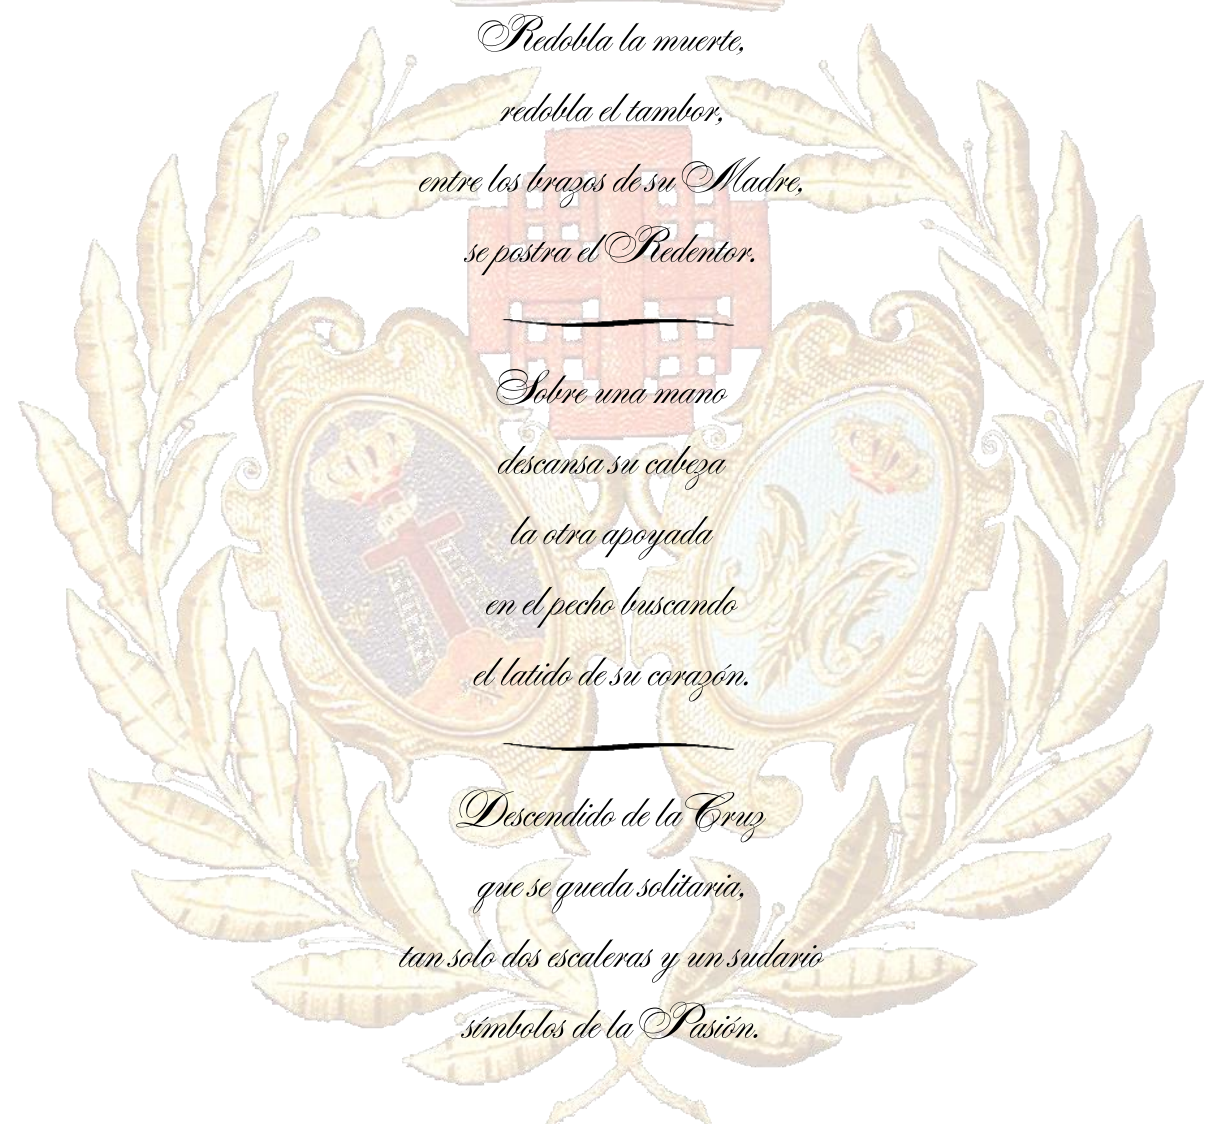 Redobla la muerte,
redobla el tambor,
entre los brazos de su Madre,
se postra el Redentor.
Sobre una mano
descansa su cabeza
la otra apoyada
en el pecho buscando
el latido de su corazón.
Descendido de la Cruz
que se queda solitaria,
tan solo dos escaleras y un sudario
símbolos de la Pasión.